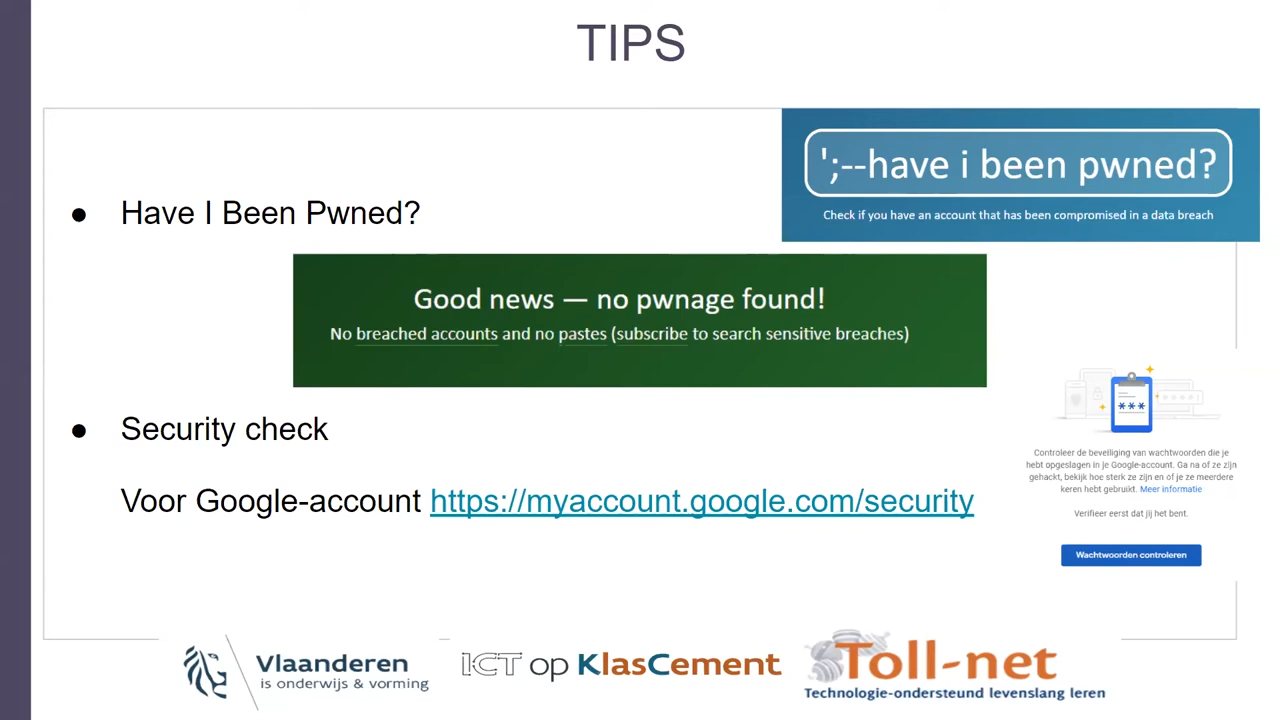 TIPS
';--have i been pwned?
Check if you have an account that has been compromised in a data breach
● Have I Been Pwned?
Good news — no pwnage found!
No breached accounts and no pastes (subscribe to search sensitive breaches)
● Security check
Voor Google-account https://myaccount.google.com/security
***
Controleer de beveiliging van wachtwoorden die je
hebt opgeslagen in je Google-account. Ga na of ze zijn
gehackt, bekijk hoe sterk ze zijn en of je ze meerdere
keren hebt gebruikt. Meer informatie
Verifieer eerst dat jij het bent.
Wachtwoorden controleren
Vlaanderen
is onderwijs & vorming
ICT op KlasCement
Toll-net
Technologie-ondersteund levenslang leren